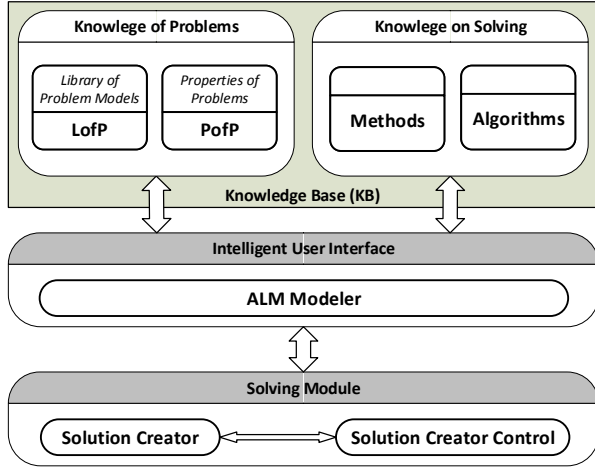 Knowlege of Problems
Knowlege on Solving
Library of
Problem Models
LofP
Properties of
Problems
PofP
Methods
Algorithms
Knowledge Base (KB)
Intelligent User Interface
ALM Modeler
Solving Module
Solution Creator
Solution Creator Control